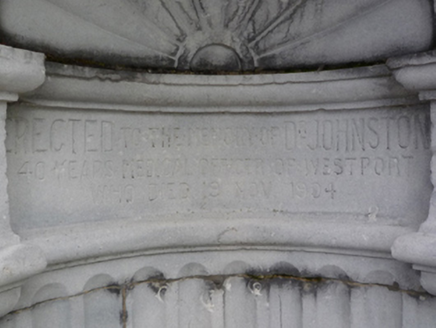 ERECTED TO THE MEMORY OF DR JOHNSTON
40 YEARS MEDICAL OFFICER OF WESTPORT
WHO DIED 19 NOV. 1904